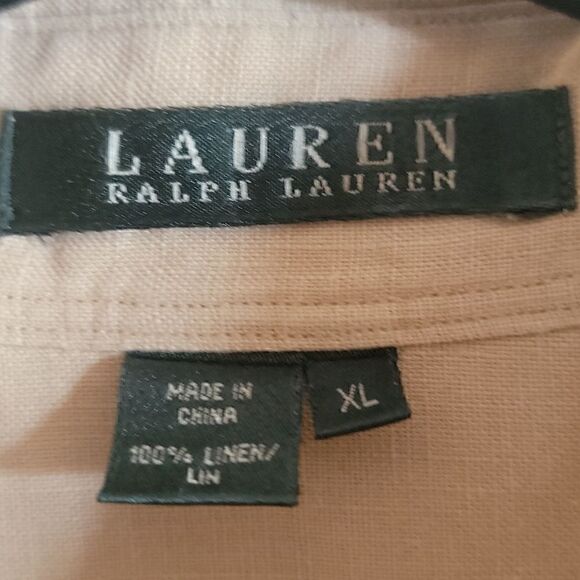 LAUREN
RALPH LAUREN
MADE IN
CHINA
100% LINEN/
LIN
XL